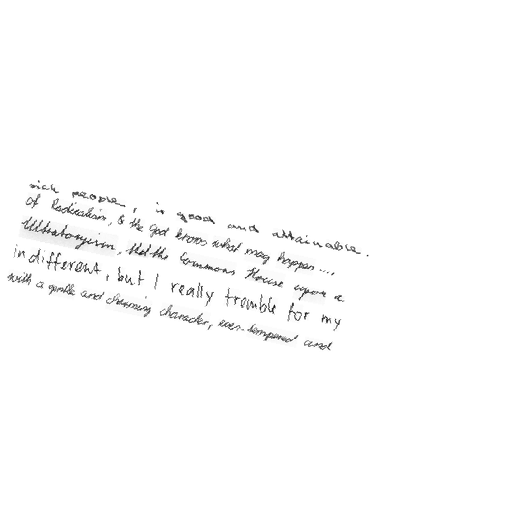 sick people, is good and attainable.
of Radicalism, & the God knows what may happen ....
Ultratoryism, that the Commons House upon a
indifferent, but I really tremble for my
with a gentle and charming character, even-tempered and